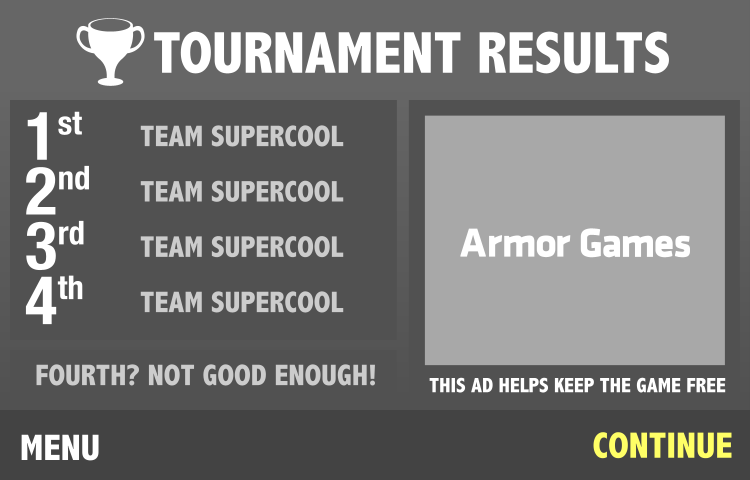 TOURNAMENT RESULTS
1st TEAM SUPERCOOL
2nd TEAM SUPERCOOL
3rd TEAM SUPERCOOL
4th TEAM SUPERCOOL
FOURTH? NOT GOOD ENOUGH!
Armor Games
THIS AD HELPS KEEP THE GAME FREE
MENU
CONTINUE